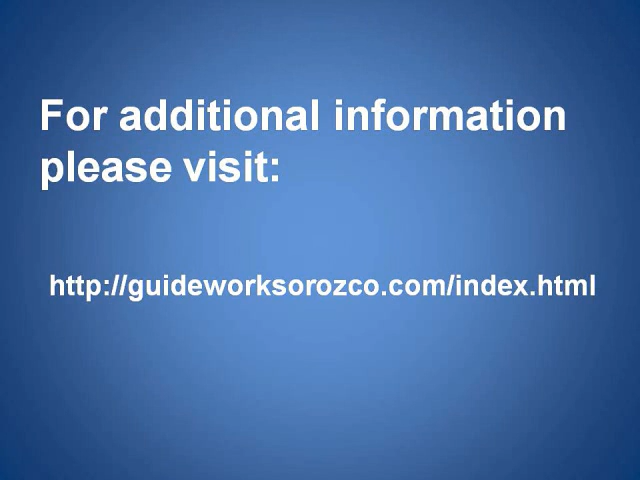 For additional information
please visit:
http://guideworksorozco.com/index.html